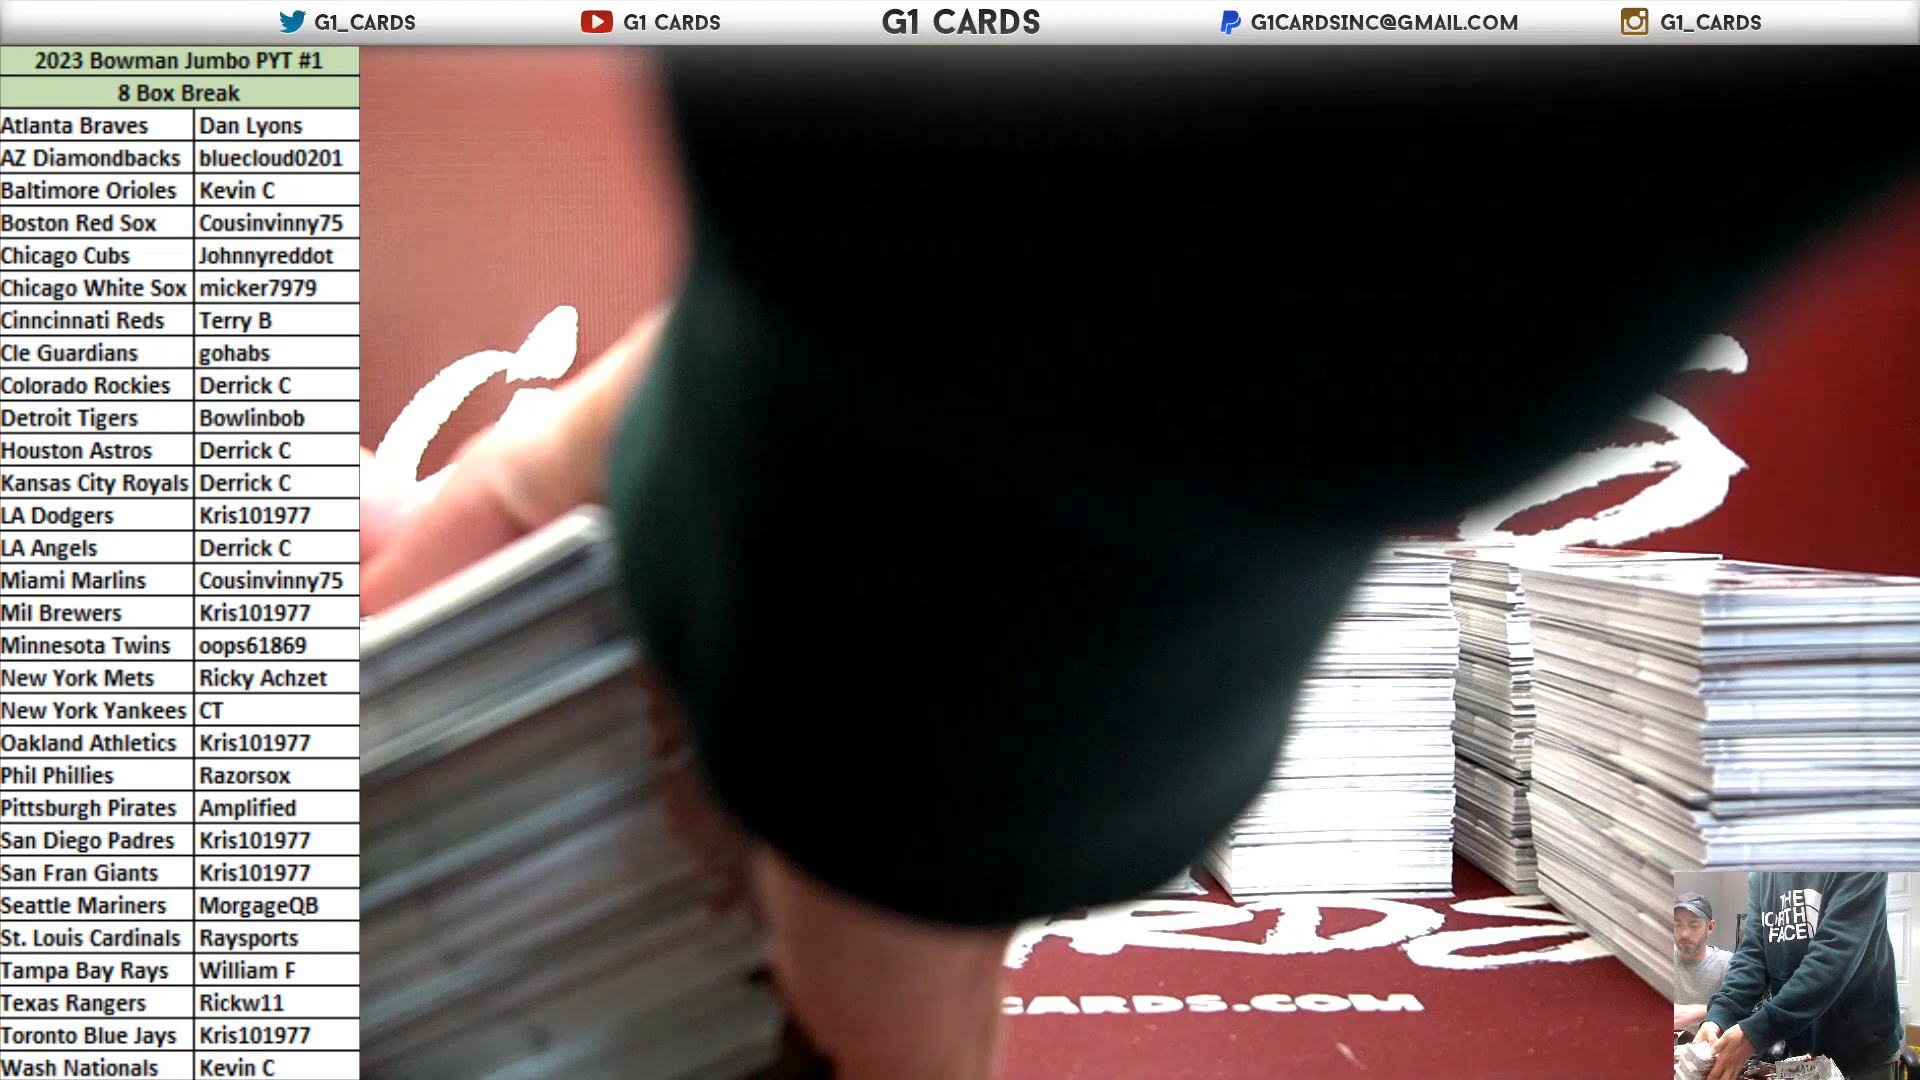 G1_CARDS G1 CARDS G1 CARDS G1CARDSINC@GMAIL.COM G1_CARDS
2023 Bowman Jumbo PYT #1
8 Box Break
Atlanta Braves Dan Lyons
AZ Diamondbacks bluecloud0201
Baltimore Orioles Kevin C
Boston Red Sox Cousinvinny75
Chicago Cubs Johnnyreddot
Chicago White Sox micker7979
Cinncinnati Reds Terry B
Cle Guardians gohabs
Colorado Rockies Derrick C
Detroit Tigers Bowlinbob
Houston Astros Derrick C
Kansas City Royals Derrick C
LA Dodgers Kris101977
LA Angels Derrick C
Miami Marlins Cousinvinny75
Mil Brewers Kris101977
Minnesota Twins oops61869
New York Mets Ricky Achzet
New York Yankees CT
Oakland Athletics Kris101977
Phil Phillies Razorsox
Pittsburgh Pirates Amplified
San Diego Padres Kris101977
San Fran Giants Kris101977
Seattle Mariners MorgageQB
St. Louis Cardinals Raysports
Tampa Bay Rays William F
Texas Rangers Rickw11
Toronto Blue Jays Kris101977
Wash Nationals Kevin C
RDS
CARDS.COM
THE
NORTH
FACE